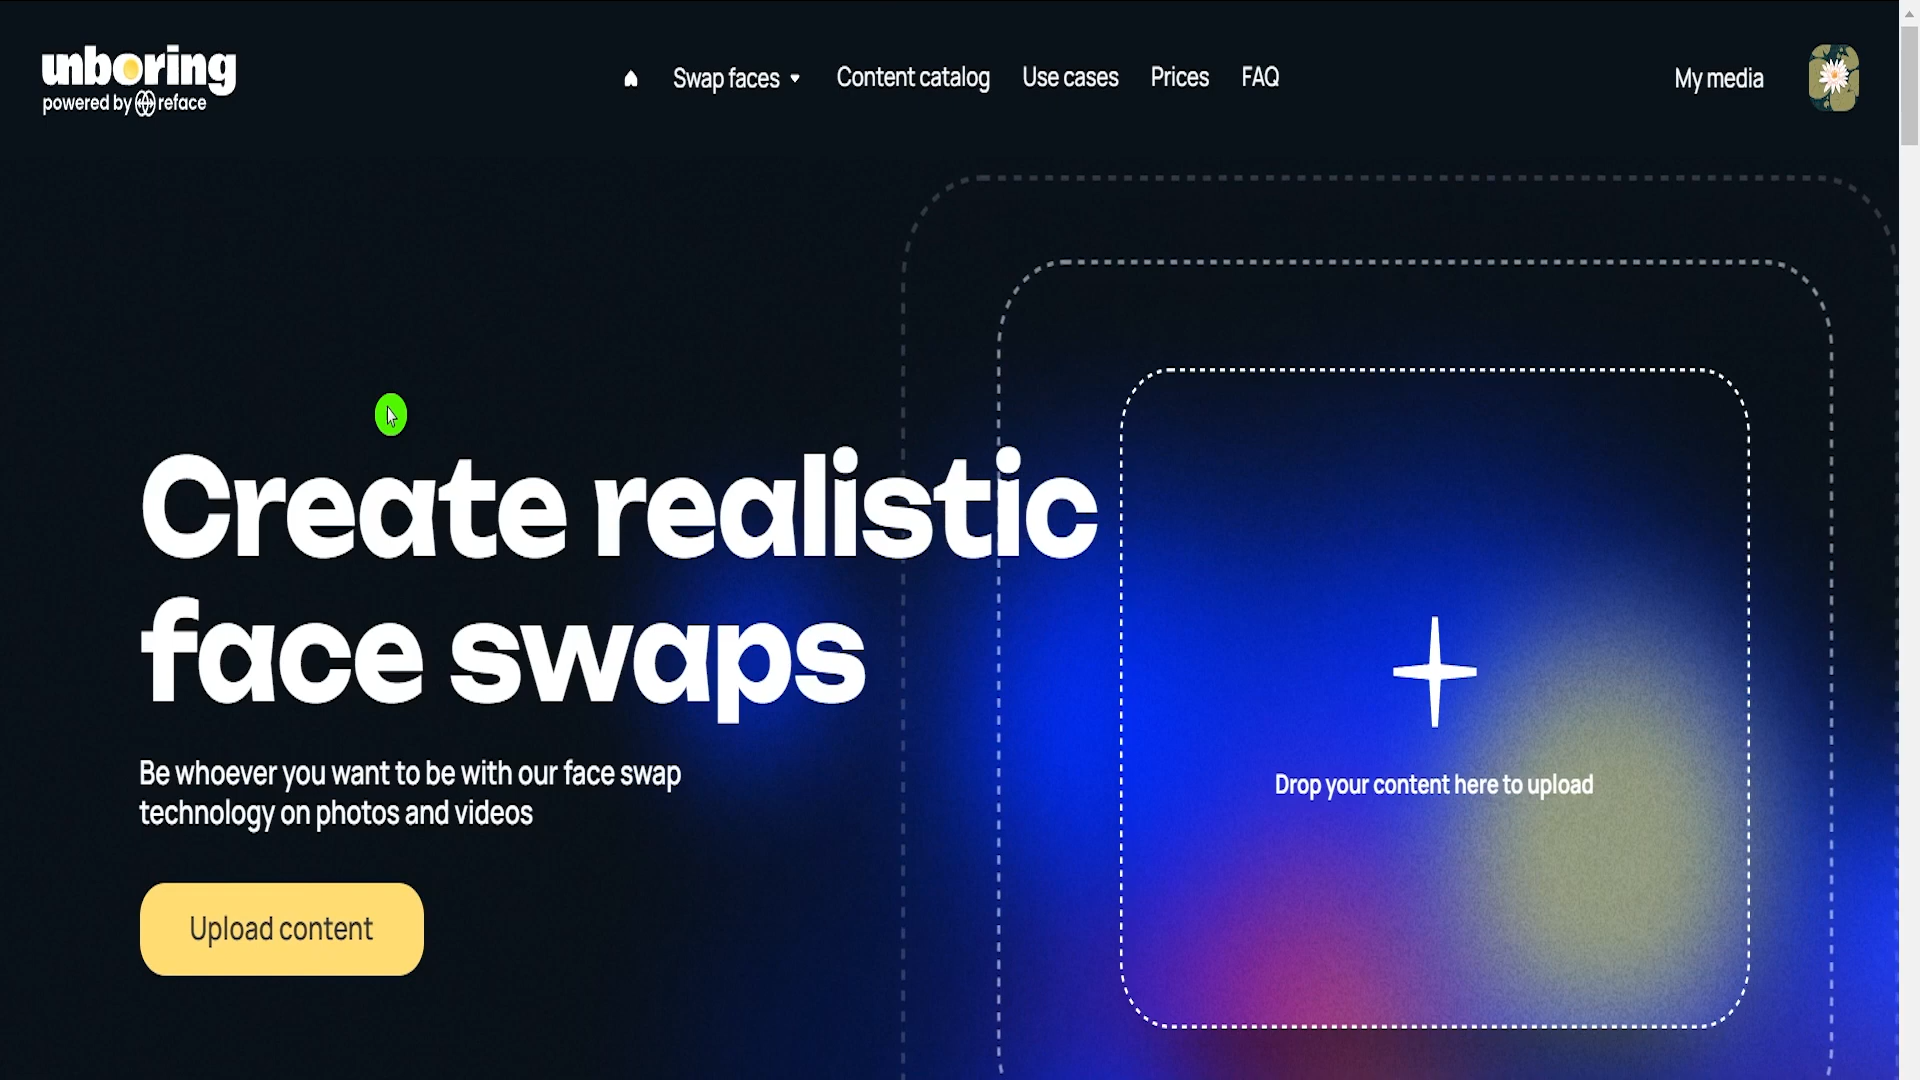 unboring
powered by reface
Swap faces
Content catalog
Use cases
Prices
FAQ
My media
Create realistic
face swaps
Be whoever you want to be with our face swap
technology on photos and videos
Upload content
Drop your content here to upload